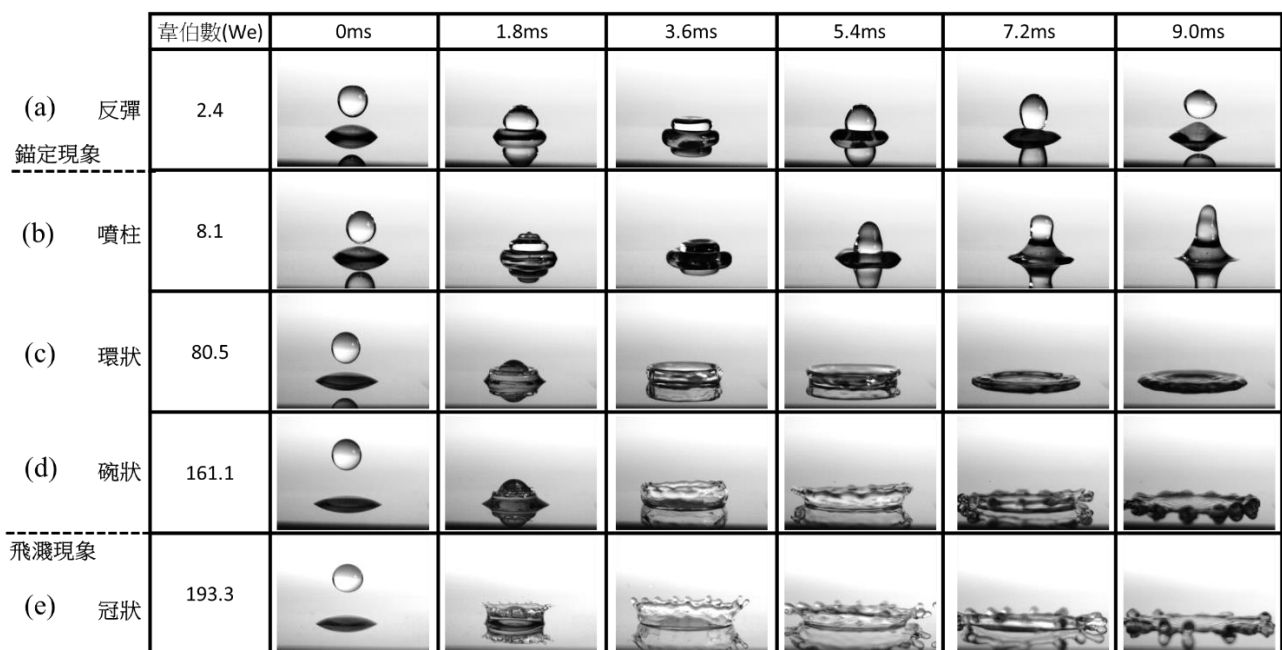 韋伯數(We) 0ms 1.8ms 3.6ms 5.4ms 7.2ms 9.0ms
(a) 反彈 2.4
錨定現象
(b) 噴柱 8.1
(c) 環狀 80.5
(d) 碗狀 161.1
飛濺現象
(e) 冠狀 193.3